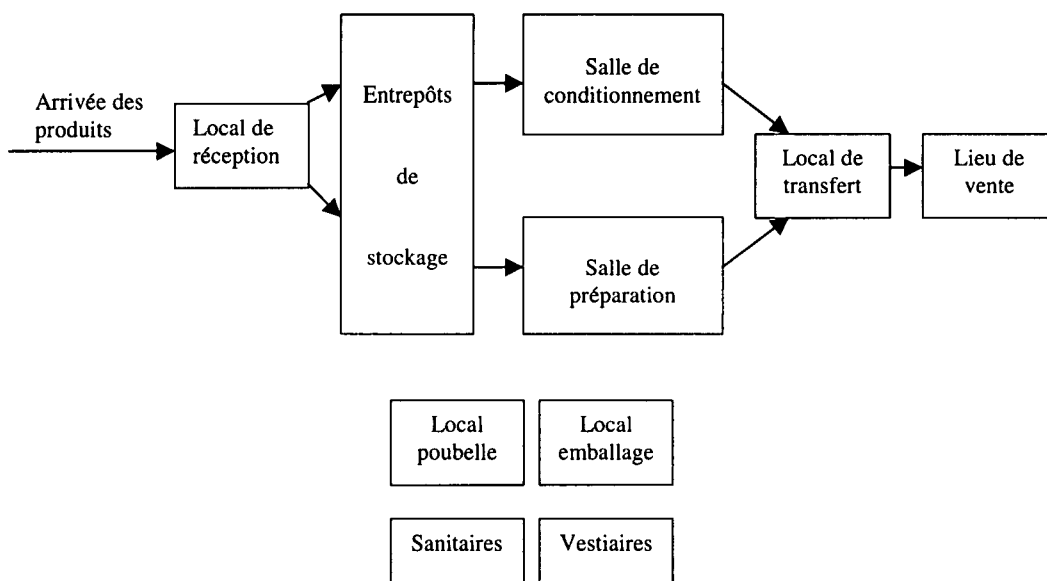 Arrivée des
produits
Local de
réception
Entrepôts
de
stockage
Salle de
conditionnement
Salle de
préparation
Local de
transfert
Lieu de
vente
Local
poubelle
Local
emballage
Sanitaires
Vestiaires